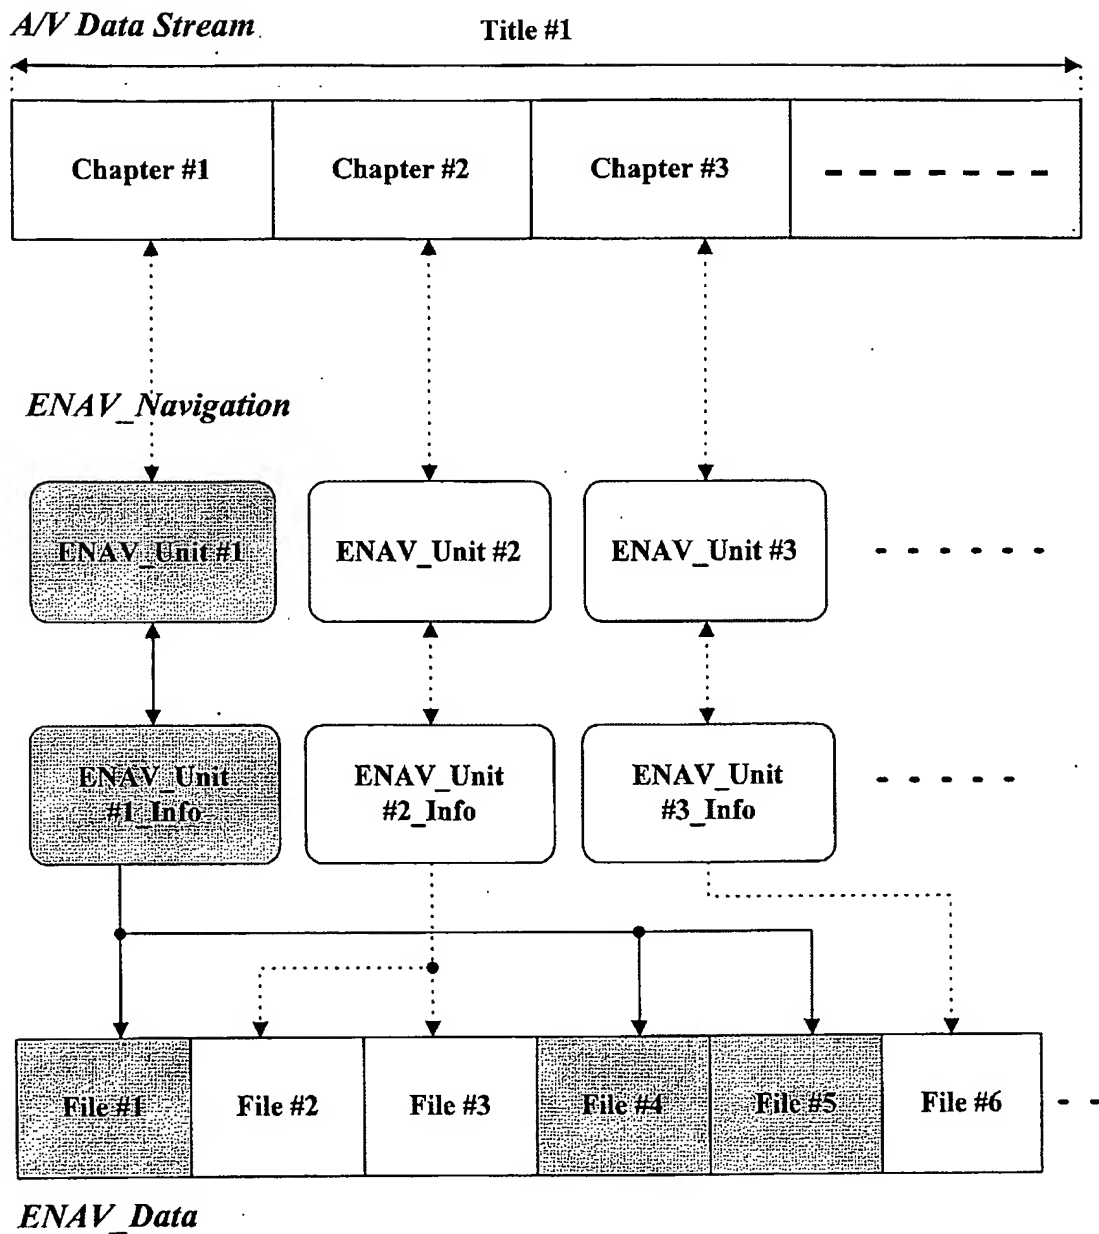 A/V Data Stream
Title #1
Chapter #1
Chapter #2
Chapter #3
ENAV_Navigation
ENAV_Unit #1
ENAV_Unit #2
ENAV_Unit #3
ENAV_Unit
#1_Info
ENAV_Unit
#2_Info
ENAV_Unit
#3_Info
File #1
File #2
File #3
File #4
File #5
File #6
ENAV_Data